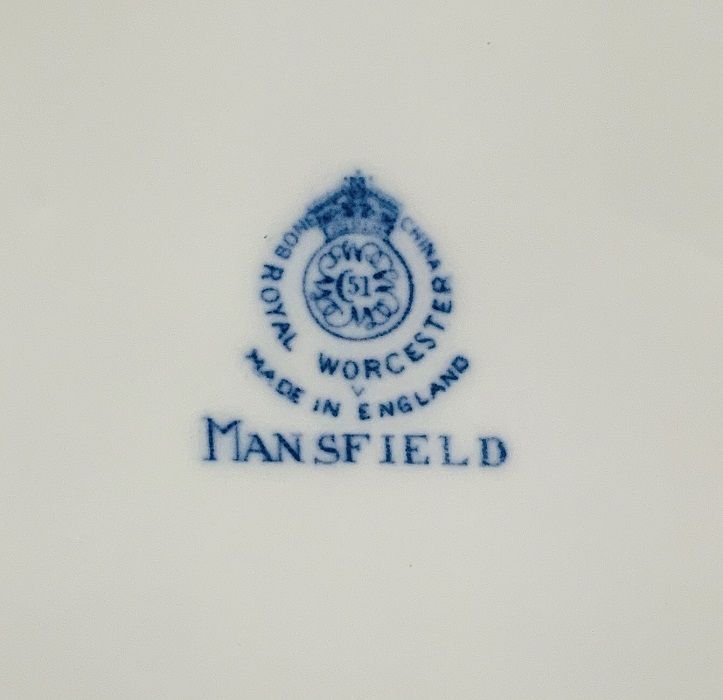 BONE CHINA
51
ROYAL WORCESTER
MADE IN ENGLAND
MANSFIELD